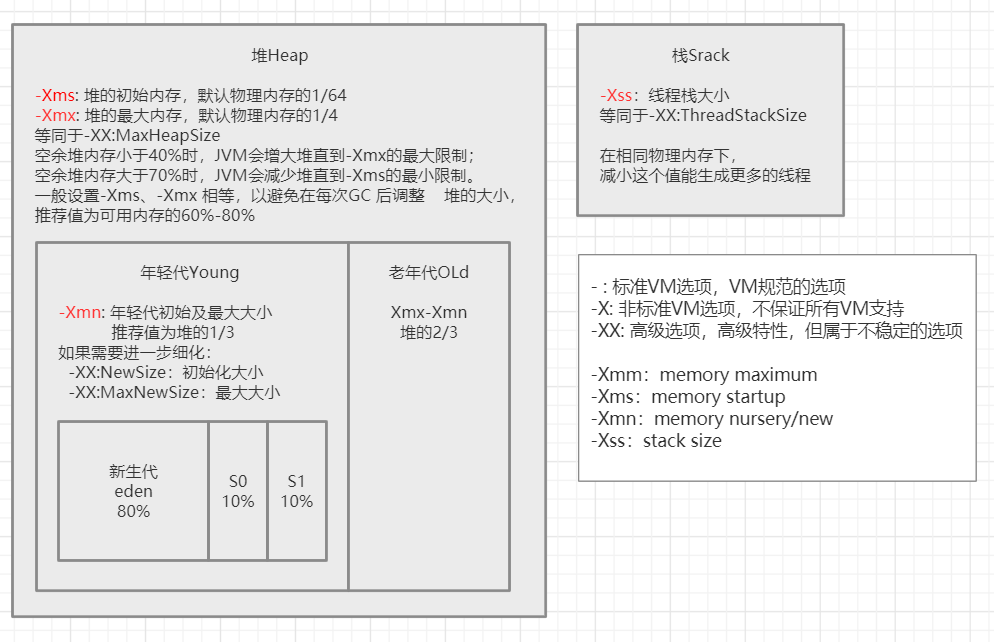 堆Heap
-Xms: 堆的初始内存，默认物理内存的1/64
-Xmx: 堆的最大内存，默认物理内存的1/4
等同于-XX:MaxHeapSize
空余堆内存小于40%时，JVM会增大堆直到-Xmx的最大限制；
空余堆内存大于70%时，JVM会减少堆直到-Xms的最小限制。
一般设置-Xms、-Xmx 相等，以避免在每次GC 后调整 堆的大小，
推荐值为可用内存的60%-80%
年轻代Young
-Xmn: 年轻代初始及最大大小
推荐值为堆的1/3
如果需要进一步细化：
-XX:NewSize：初始化大小
-XX:MaxNewSize：最大大小
新生代
eden
80%
S0
10%
S1
10%
老年代OLd
Xmx-Xmn
堆的2/3
栈Srack
-Xss：线程栈大小
等同于-XX:ThreadStackSize
在相同物理内存下，
减小这个值能生成更多的线程
- : 标准VM选项，VM规范的选项
-X: 非标准VM选项，不保证所有VM支持
-XX: 高级选项，高级特性，但属于不稳定的选项
-Xmm：memory maximum
-Xms：memory startup
-Xmn：memory nursery/new
-Xss：stack size